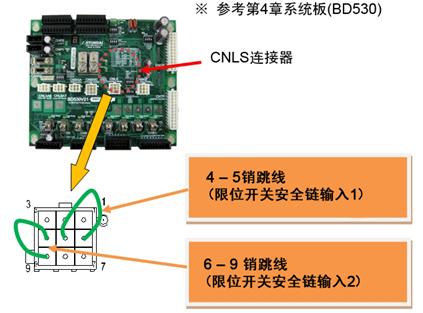 ※ 参考第4章系统板(BD530)
CNLS连接器
BD530V21
4 – 5销跳线
(限位开关安全链输入1)
3
1
6 – 9 销跳线
(限位开关安全链输入2)
9
7